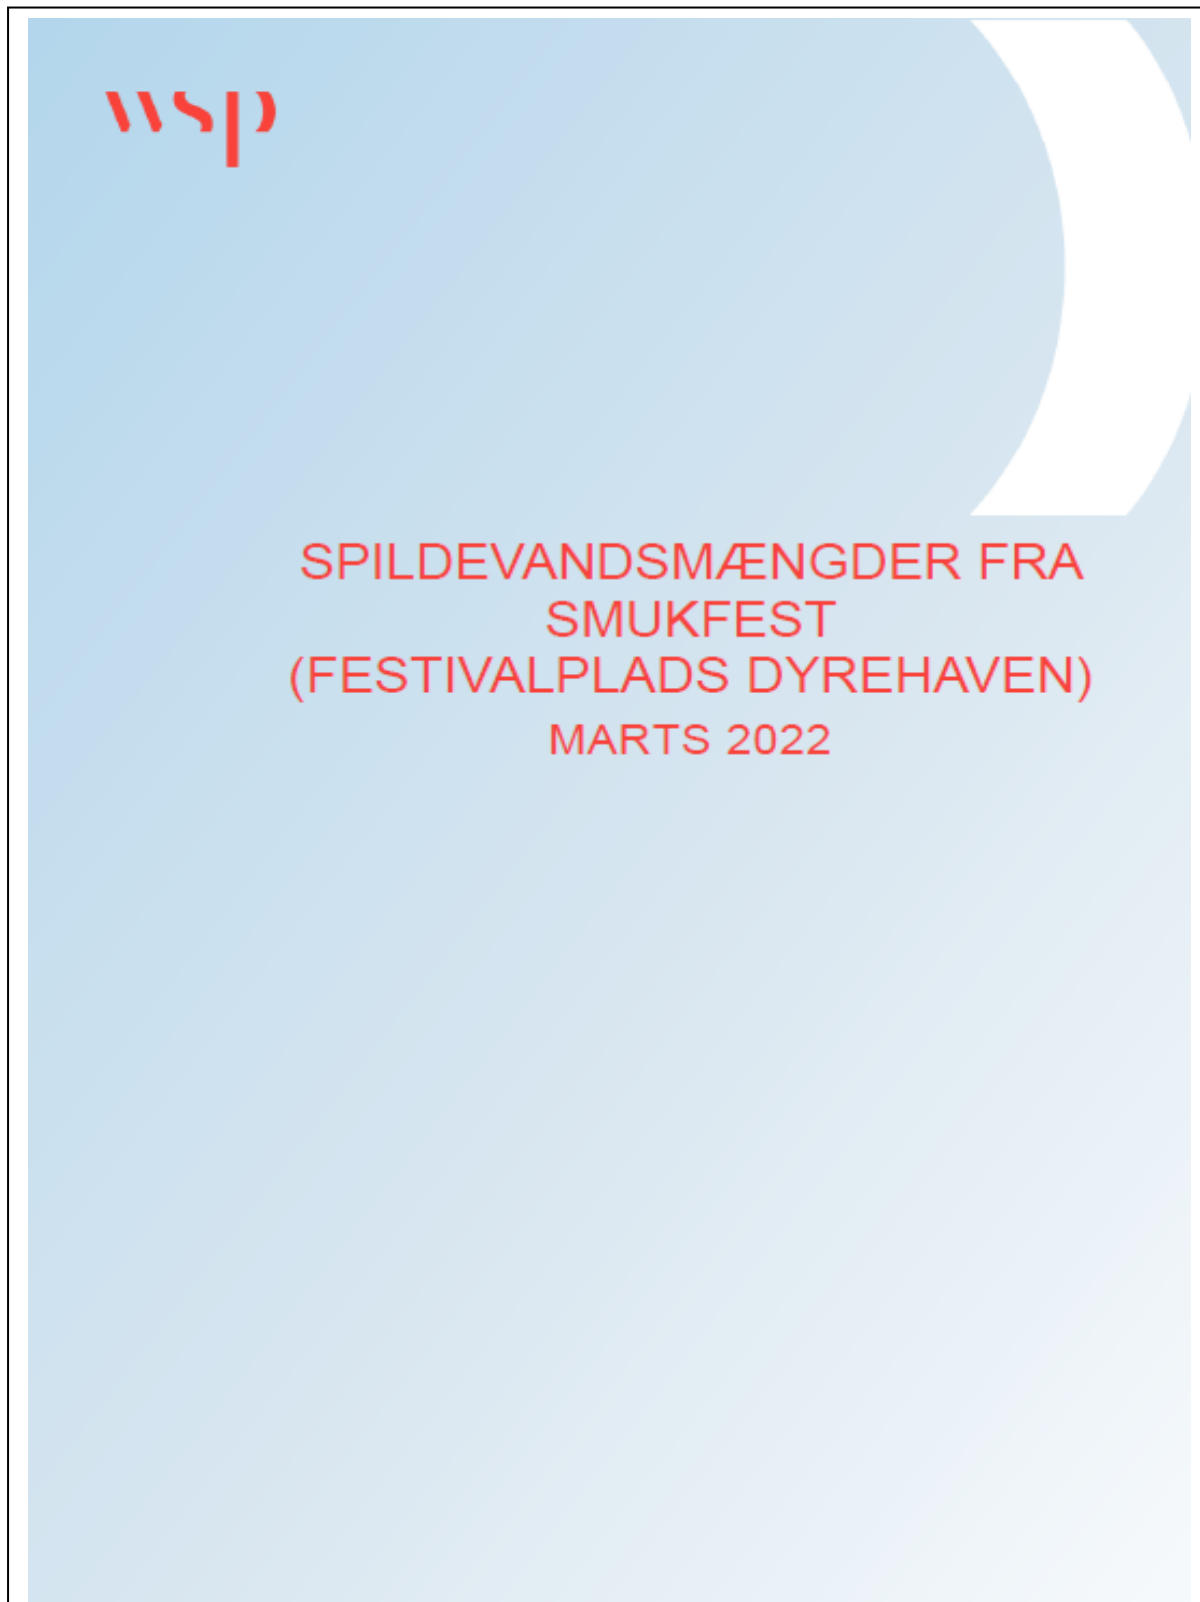 wsp
SPILDEVANDSMÆNGDER FRA
SMUKFEST
(FESTIVALPLADS DYREHAVEN)
MARTS 2022